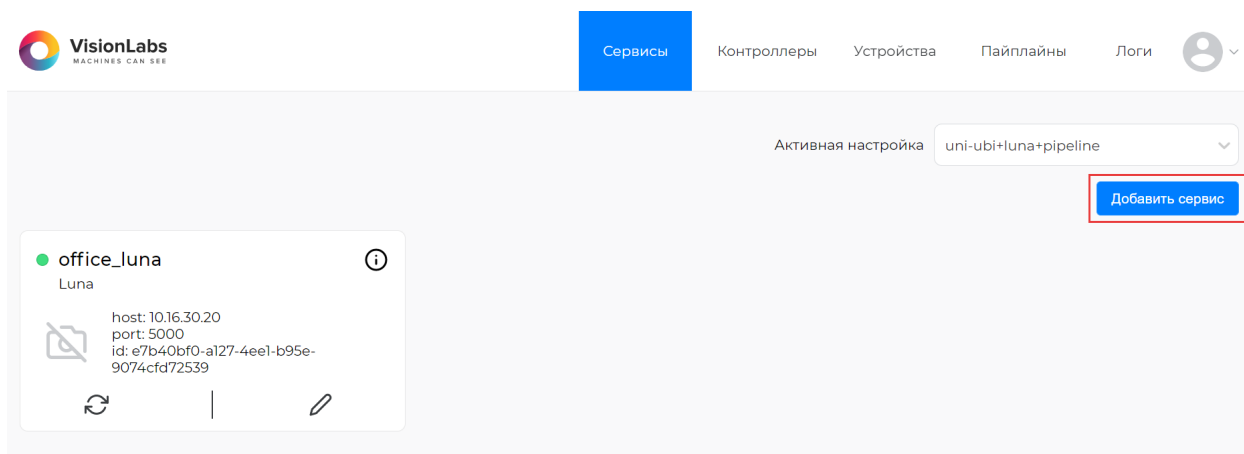 VisionLabs
MACHINES CAN SEE
Сервисы
Контроллеры
Устройства
Пайплайны
Логи
Активная настройка
uni-ubi+luna+pipeline
Добавить сервис
office_luna
Luna
host: 10.16.30.20
port: 5000
id: e7b40bf0-a127-4ee1-b95e-
9074cfd72539